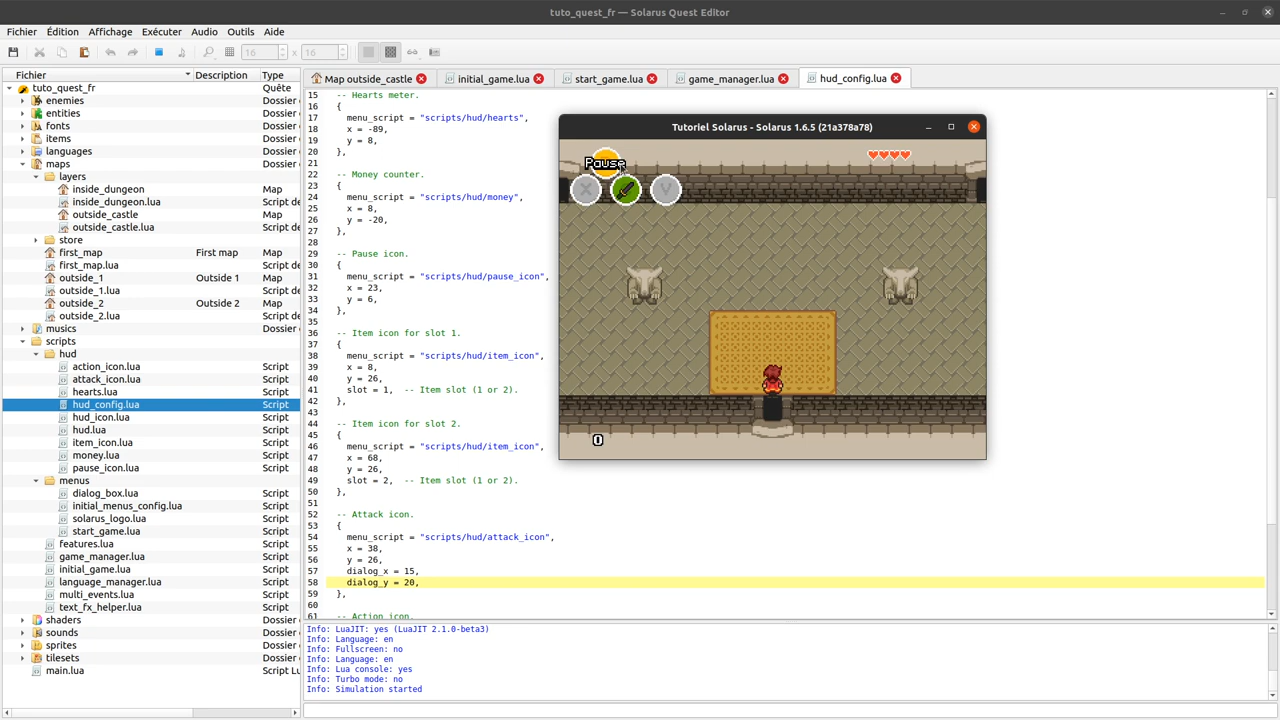 tuto_quest_fr — Solarus Quest Editor
Fichier Édition Affichage Exécuter Audio Outils Aide
16 x 16
Fichier Description Type
tuto_quest_fr Quête
enemies Dossier
entities Dossier
fonts Dossier
items Dossier
languages Dossier
maps Dossier
layers Dossier
inside_dungeon Map
inside_dungeon.lua Script de
outside_castle Map
outside_castle.lua Script de
store Dossier
first_map First map Map
first_map.lua Script de
outside_1 Outside 1 Map
outside_1.lua Script de
outside_2 Outside 2 Map
outside_2.lua Script de
musics Dossier
scripts Dossier
hud Dossier
action_icon.lua Script
attack_icon.lua Script
hearts.lua Script
hud_config.lua Script
hud_icon.lua Script
hud.lua Script
item_icon.lua Script
money.lua Script
pause_icon.lua Script
menus Dossier
dialog_box.lua Script
initial_menus_config.lua Script
solarus_logo.lua Script
start_game.lua Script
features.lua Script
game_manager.lua Script
initial_game.lua Script
language_manager.lua Script
multi_events.lua Script
text_fx_helper.lua Script
shaders Dossier
sounds Dossier
sprites Dossier
tilesets Dossier
main.lua Script Lu
Map outside_castle initial_game.lua start_game.lua game_manager.lua hud_config.lua
15 -- Hearts meter.
16 {
17 menu_script = "scripts/hud/hearts",
18 x = -89,
19 y = 8,
20 },
21
22 -- Money counter.
23 {
24 menu_script = "scripts/hud/money",
25 x = 8,
26 y = -20,
27 },
28
29 -- Pause icon.
30 {
31 menu_script = "scripts/hud/pause_icon",
32 x = 23,
33 y = 6,
34 },
35
36 -- Item icon for slot 1.
37 {
38 menu_script = "scripts/hud/item_icon",
39 x = 8,
40 y = 26,
41 slot = 1, -- Item slot (1 or 2).
42 },
43
44 -- Item icon for slot 2.
45 {
46 menu_script = "scripts/hud/item_icon",
47 x = 68,
48 y = 26,
49 slot = 2, -- Item slot (1 or 2).
50 },
51
52 -- Attack icon.
53 {
54 menu_script = "scripts/hud/attack_icon",
55 x = 38,
56 y = 26,
57 dialog_x = 15,
58 dialog_y = 20,
59 },
60
61 -- Action icon.
Tutoriel Solarus - Solarus 1.6.5 (21a378a78)
Pause
X V
0
Info: LuaJIT: yes (LuaJIT 2.1.0-beta3)
Info: Language: en
Info: Fullscreen: no
Info: Language: en
Info: Lua console: yes
Info: Turbo mode: no
Info: Simulation started